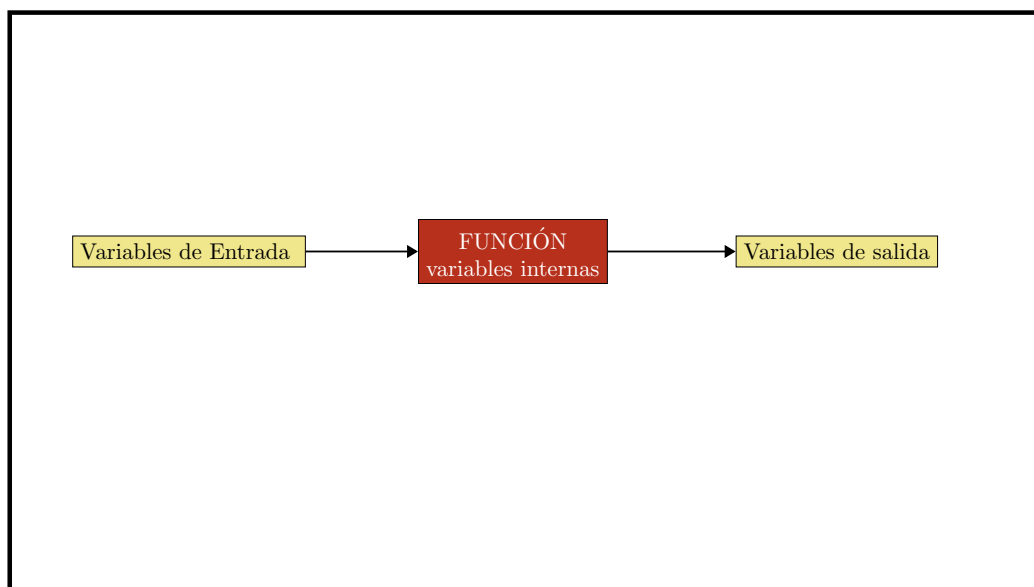 Variables de Entrada
FUNCIÓN
variables internas
Variables de salida